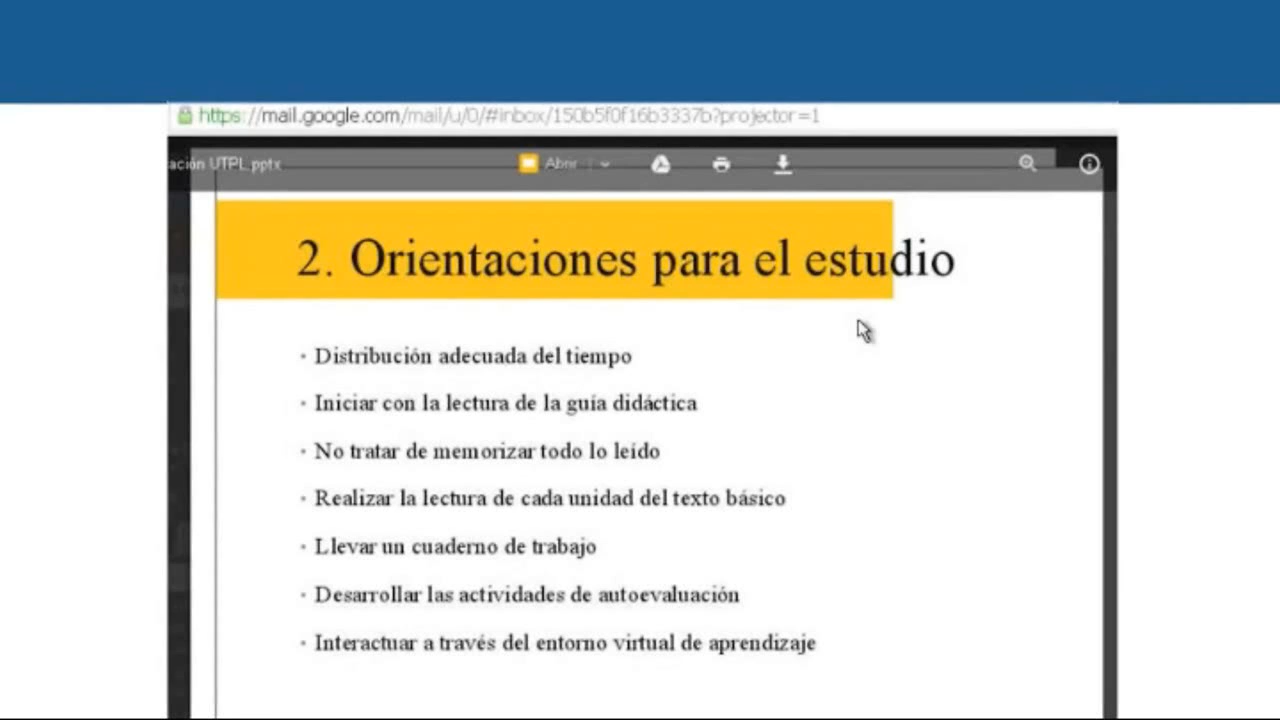 https://mail.google.com/mail/u/0/#inbox/150b5f0f16b3337b?projector=1
ación UTPL.pptx Abrir
2. Orientaciones para el estudio
• Distribución adecuada del tiempo
• Iniciar con la lectura de la guía didáctica
• No tratar de memorizar todo lo leído
• Realizar la lectura de cada unidad del texto básico
• Llevar un cuaderno de trabajo
• Desarrollar las actividades de autoevaluación
• Interactuar a través del entorno virtual de aprendizaje